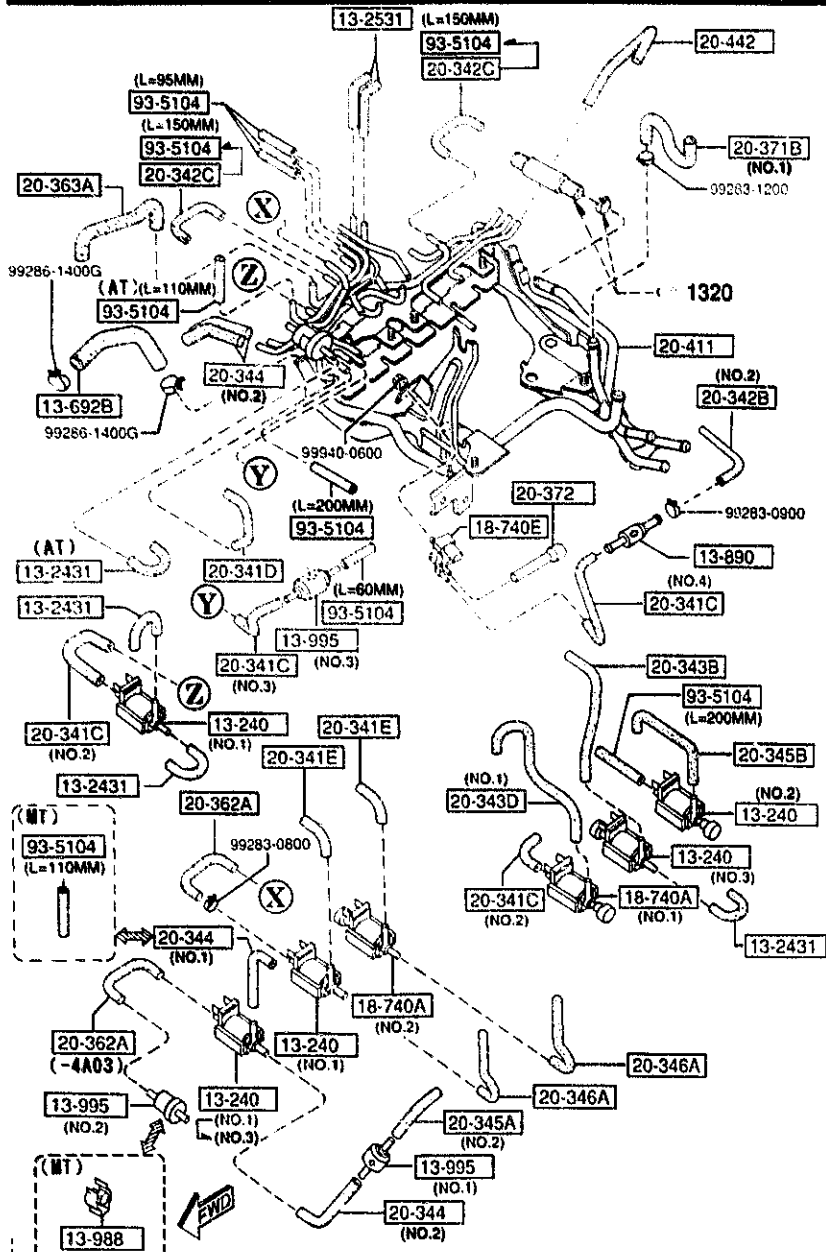 13-2531
(L=150MM)
93-5104
20-342C
20-442
(L=95MM)
93-5104
(L=150MM)
93-5104
20-342C
20-371B
(NO.1)
99283-1200
20-363A
X
99286-1400G
(AT)(L=110MM)
93-5104
Z
1320
20-411
20-344
(NO.2)
13-692B
99286-1400G
(NO.2)
20-342B
99940-0600
Y
(L=200MM)
93-5104
20-372
18-740E
99283-0900
13-890
(AT)
13-2431
20-341D
(L=60MM)
93-5104
(NO.4)
20-341C
13-2431
Y
13-995
(NO.3)
20-341C
(NO.3)
20-343B
93-5104
(L=200MM)
Z
20-341C
(NO.2)
13-240
(NO.1)
20-341E
20-341E
20-345B
13-2431
(NO.1)
20-343D
(NO.2)
13-240
20-362A
(MT)
93-5104
(L=110MM)
99283-0800
X
13-240
(NO.3)
20-341C
(NO.2)
18-740A
(NO.1)
13-2431
20-344
(NO.1)
18-740A
(NO.2)
20-362A
(-4A03)
13-240
(NO.1)
20-346A
20-346A
13-995
(NO.2)
13-240
(NO.1)
(NO.3)
20-345A
(NO.2)
13-995
(NO.1)
(MT)
13-988
FWD
20-344
(NO.2)